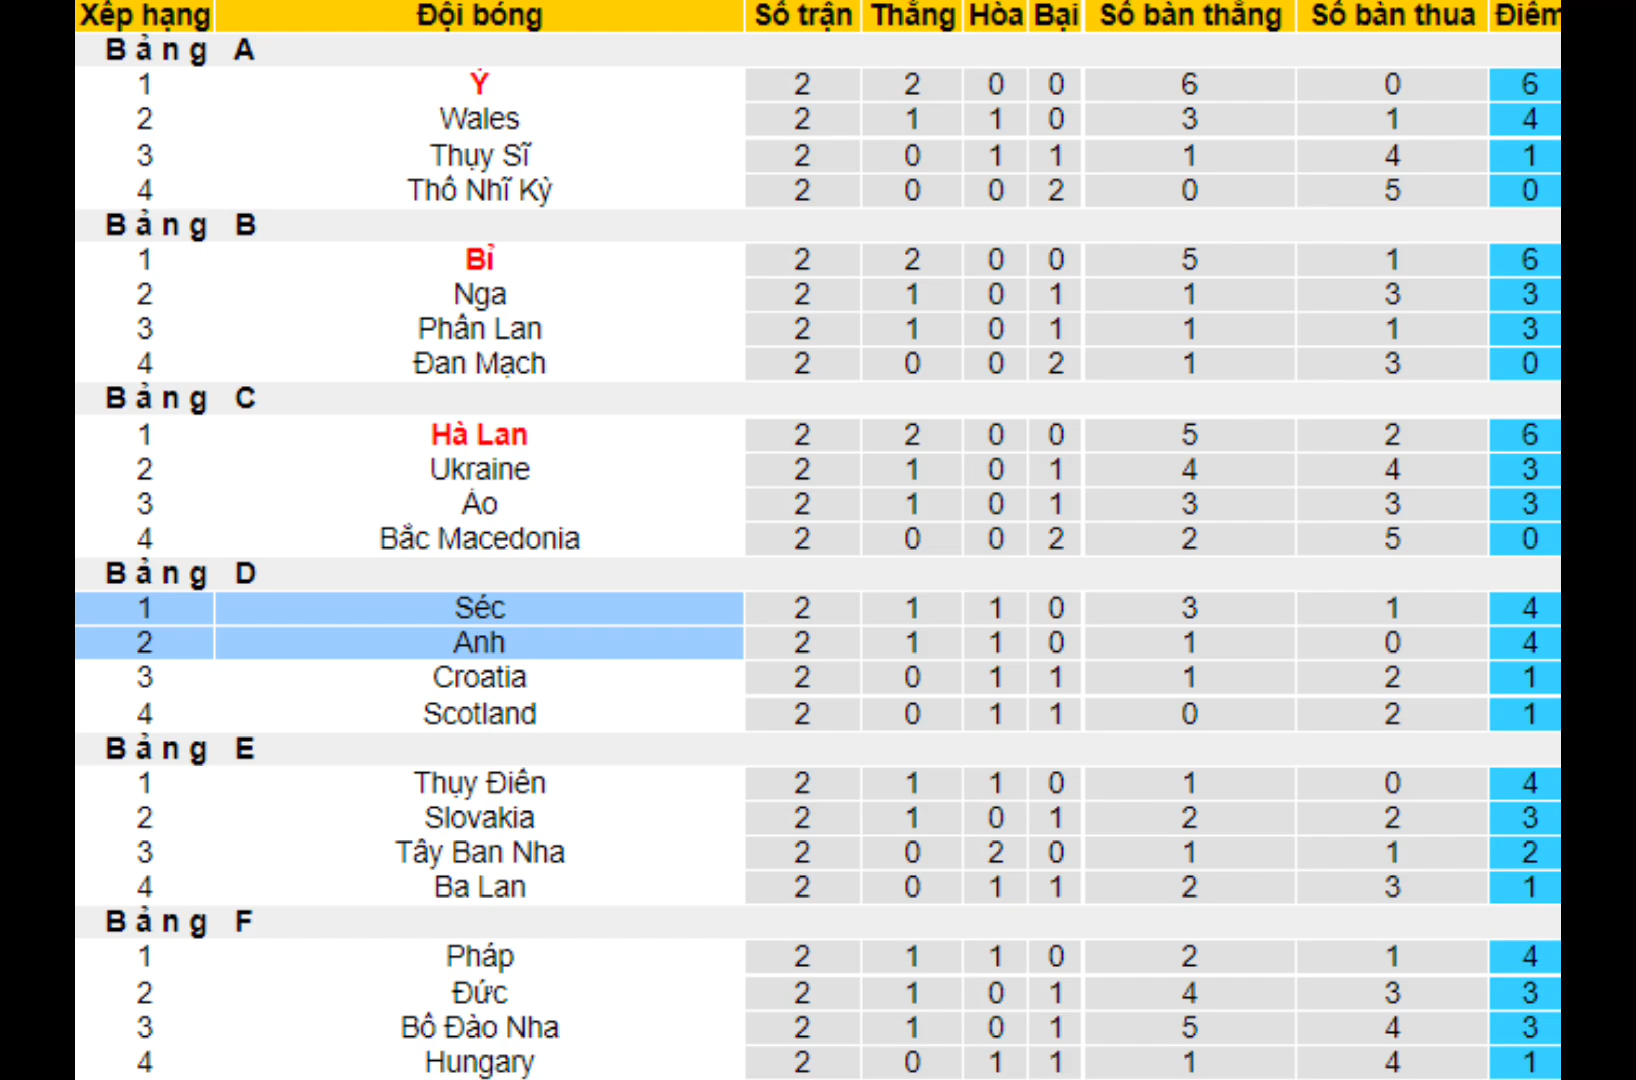 Xếp hạng Đội bóng Số trận Thắng Hòa Bại Số bàn thắng Số bàn thua Điểm
Bảng A
1 Ý 2 2 0 0 6 0 6
2 Wales 2 1 1 0 3 1 4
3 Thụy Sĩ 2 0 1 1 1 4 1
4 Thổ Nhĩ Kỳ 2 0 0 2 0 5 0
Bảng B
1 Bỉ 2 2 0 0 5 1 6
2 Nga 2 1 0 1 1 3 3
3 Phần Lan 2 1 0 1 1 1 3
4 Đan Mạch 2 0 0 2 1 3 0
Bảng C
1 Hà Lan 2 2 0 0 5 2 6
2 Ukraine 2 1 0 1 4 4 3
3 Áo 2 1 0 1 3 3 3
4 Bắc Macedonia 2 0 0 2 2 5 0
Bảng D
1 Séc 2 1 1 0 3 1 4
2 Anh 2 1 1 0 1 0 4
3 Croatia 2 0 1 1 1 2 1
4 Scotland 2 0 1 1 0 2 1
Bảng E
1 Thụy Điển 2 1 1 0 1 0 4
2 Slovakia 2 1 0 1 2 2 3
3 Tây Ban Nha 2 0 2 0 1 1 2
4 Ba Lan 2 0 1 1 2 3 1
Bảng F
1 Pháp 2 1 1 0 2 1 4
2 Đức 2 1 0 1 4 3 3
3 Bồ Đào Nha 2 1 0 1 5 4 3
4 Hungary 2 0 1 1 1 4 1